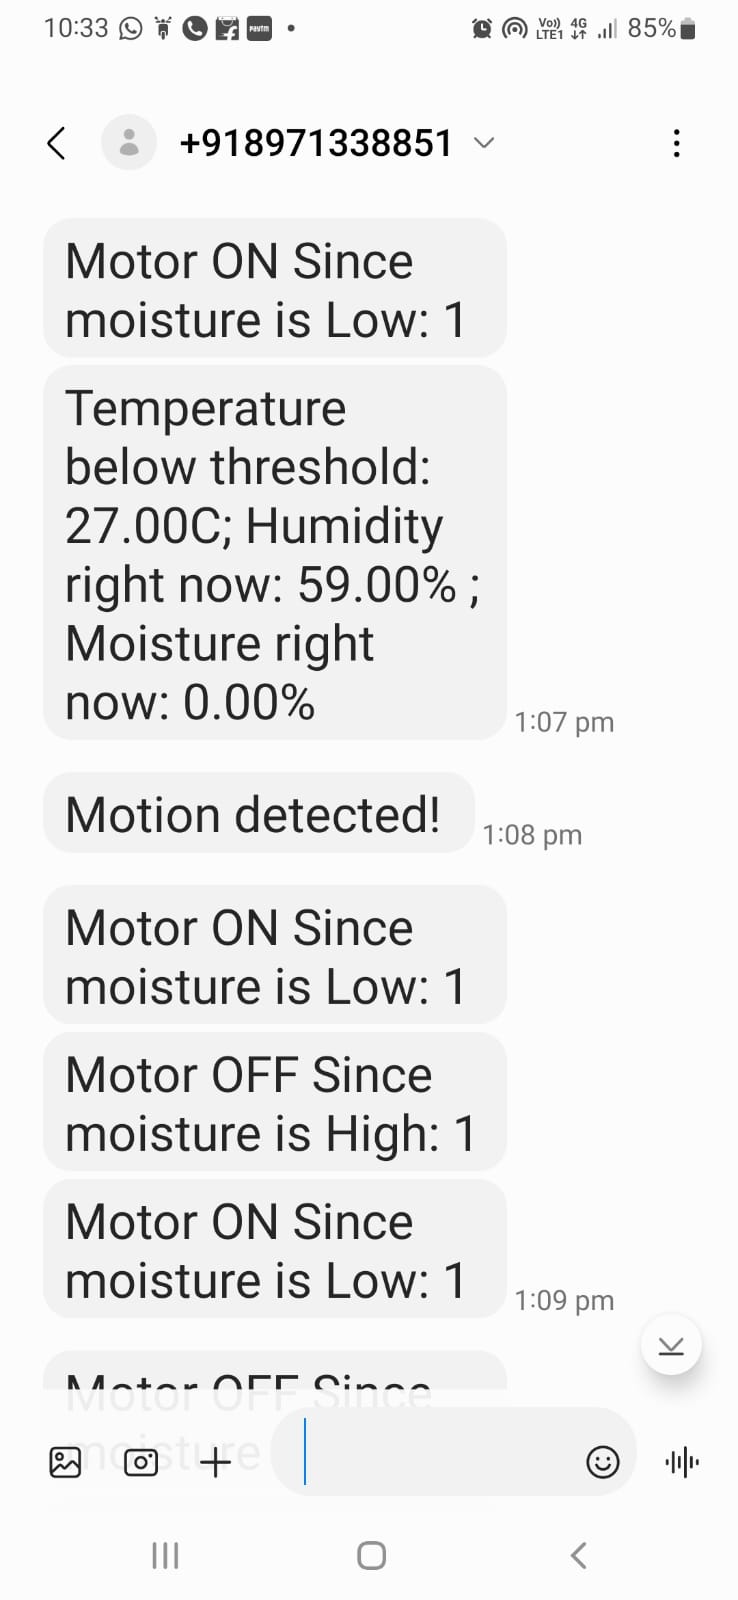 10:33 Paytm Vo)) LTE1 4G 85%
+918971338851
Motor ON Since
moisture is Low: 1
Temperature
below threshold:
27.00C; Humidity
right now: 59.00% ;
Moisture right
now: 0.00%
1:07 pm
Motion detected!
1:08 pm
Motor ON Since
moisture is Low: 1
Motor OFF Since
moisture is High: 1
Motor ON Since
moisture is Low: 1
1:09 pm
Motor OFF Since
moisture